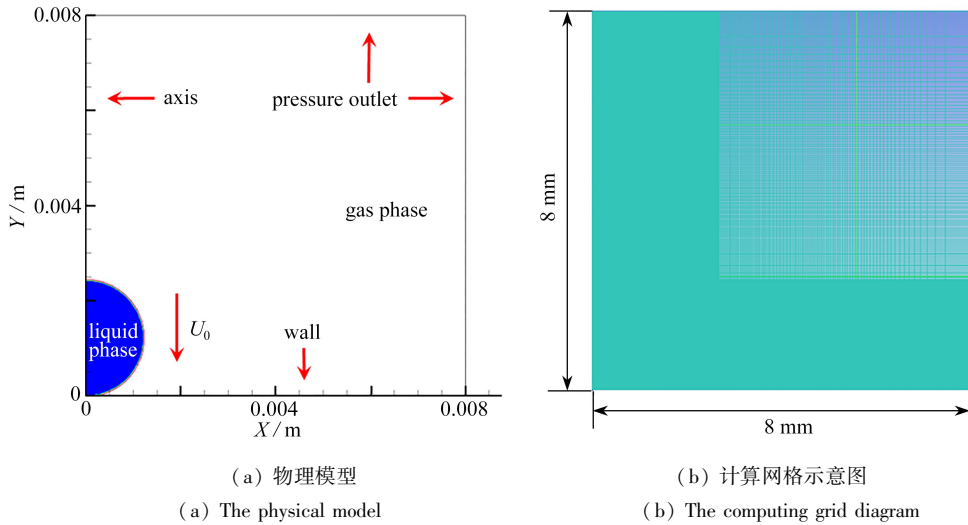 0.008
axis
pressure outlet
Y/m
0.004
gas phase
liquid
phase
U₀
wall
0
0
0.004
0.008
X/m
8 mm
8 mm
(a) 物理模型
(a) The physical model
(b) 计算网格示意图
(b) The computing grid diagram